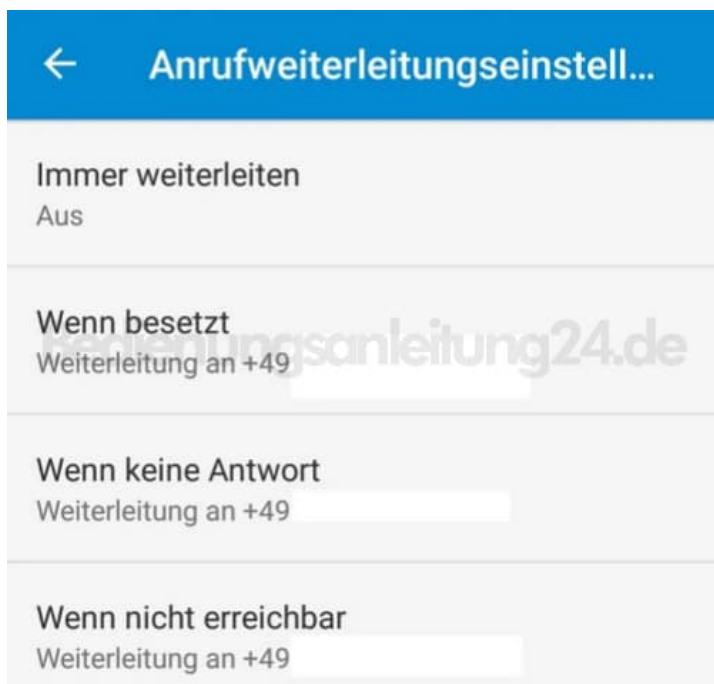 Anrufweiterleitungseinstell...
Immer weiterleiten
Aus
Wenn besetzt
Bedienungsanleitung24.de
Weiterleitung an +49
Wenn keine Antwort
Weiterleitung an +49
Wenn nicht erreichbar
Weiterleitung an +49